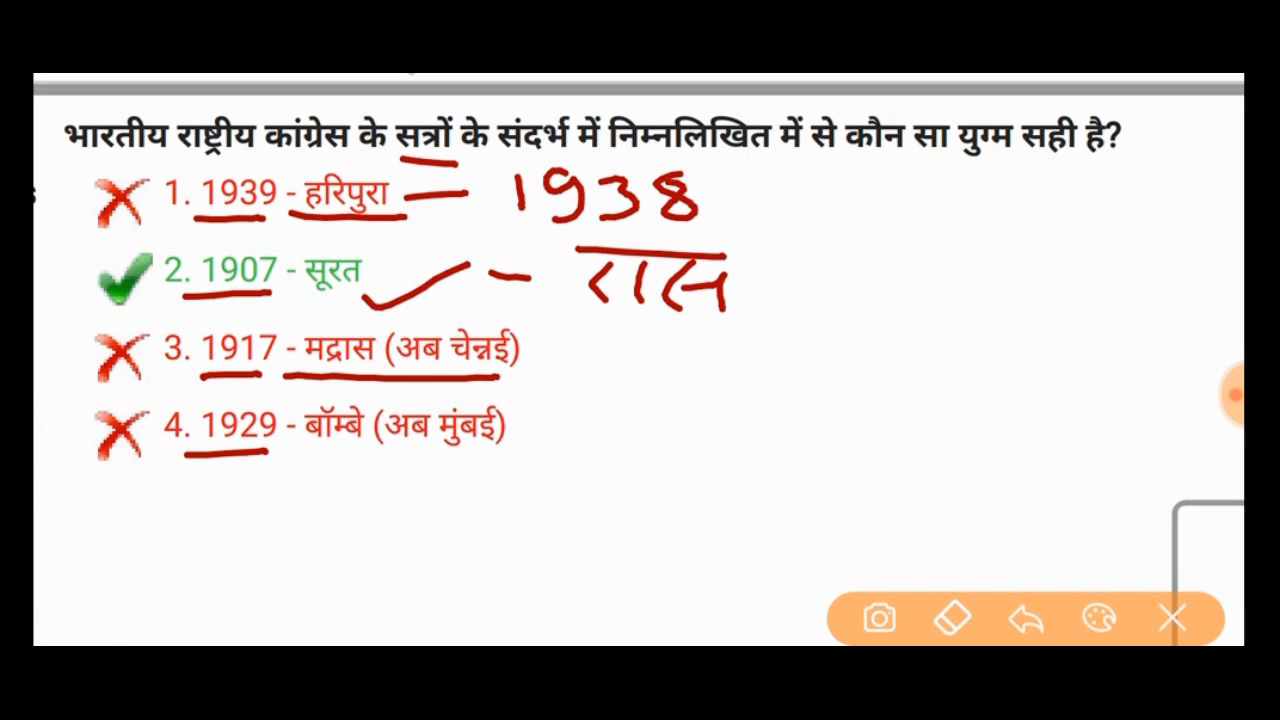 भारतीय राष्ट्रीय कांग्रेस के सत्रों के संदर्भ में निम्नलिखित में से कौन सा युग्म सही है?
1. 1939 - हरिपुरा = 1938
2. 1907 - सूरत - रास
3. 1917 - मद्रास (अब चेन्नई)
4. 1929 - बॉम्बे (अब मुंबई)